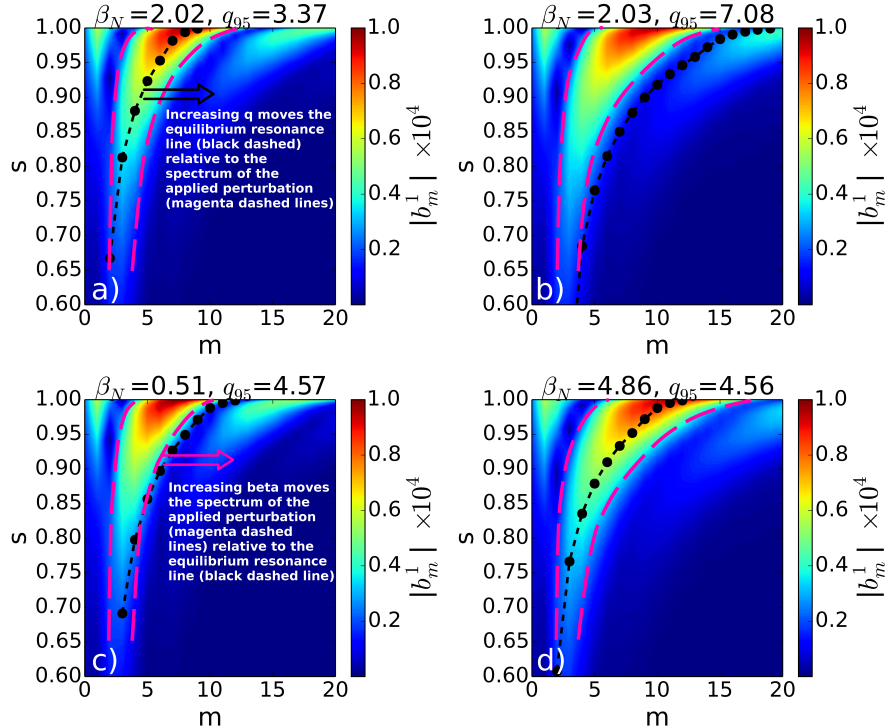 β_N=2.02, q_95=3.37
1.00
0.95
0.90
0.85
0.80
0.75
0.70
0.65
0.60
s
Increasing q moves the
equilibrium resonance
line (black dashed)
relative to the
spectrum of the
applied perturbation
(magenta dashed lines)
a)
0 5 10 15 20
m
1.0
0.8
0.6
0.4
0.2
|b_m^1| ×10^4
β_N=2.03, q_95=7.08
1.00
0.95
0.90
0.85
0.80
0.75
0.70
0.65
0.60
s
b)
0 5 10 15 20
m
1.0
0.8
0.6
0.4
0.2
|b_m^1| ×10^4
β_N=0.51, q_95=4.57
1.00
0.95
0.90
0.85
0.80
0.75
0.70
0.65
0.60
s
Increasing beta moves
the spectrum of the
applied perturbation
(magenta dashed
lines) relative to the
equilibrium resonance
line (black dashed line)
c)
0 5 10 15 20
m
1.0
0.8
0.6
0.4
0.2
|b_m^1| ×10^4
β_N=4.86, q_95=4.56
1.00
0.95
0.90
0.85
0.80
0.75
0.70
0.65
0.60
s
d)
0 5 10 15 20
m
1.0
0.8
0.6
0.4
0.2
|b_m^1| ×10^4